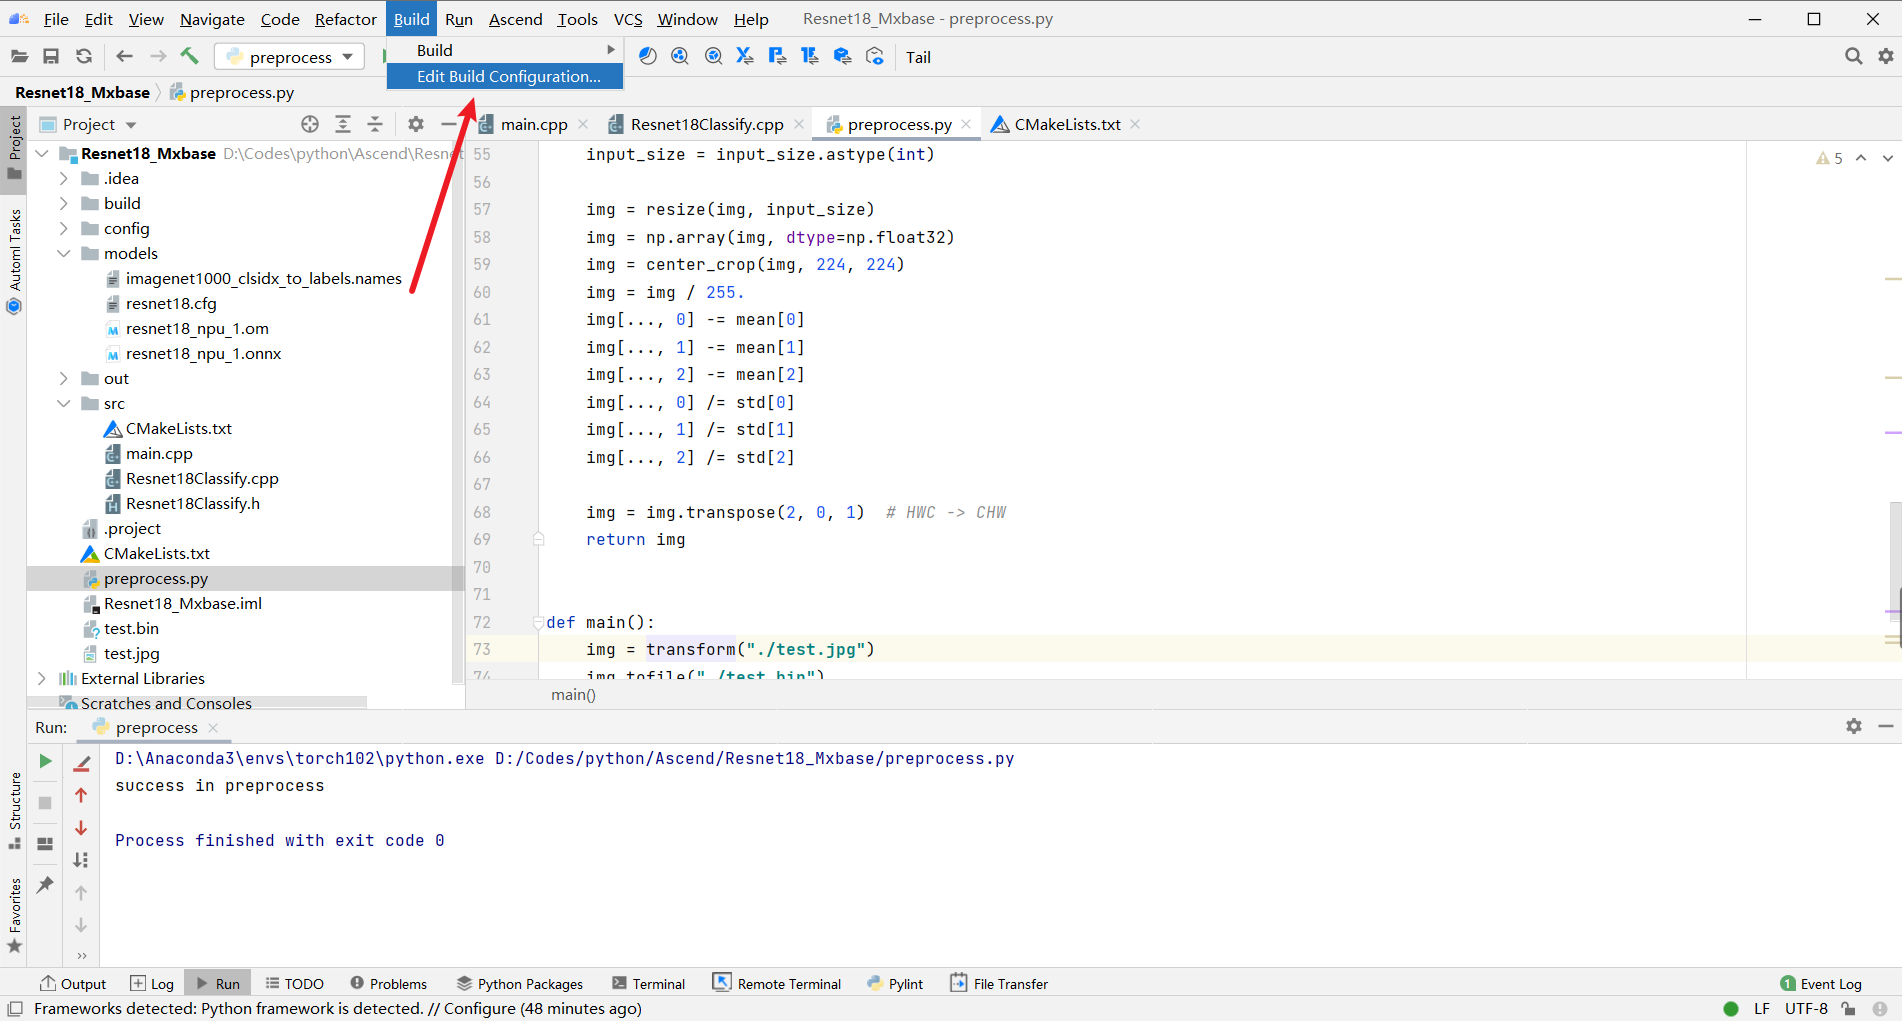 File Edit View Navigate Code Refactor Build Run Ascend Tools VCS Window Help Resnet18_Mxbase - preprocess.py
preprocess Tail
Build
Edit Build Configuration...
Resnet18_Mxbase preprocess.py
Project
main.cpp Resnet18Classify.cpp preprocess.py CMakeLists.txt
Project
Automl Tasks
Structure
Favorites
Resnet18_Mxbase D:\Codes\python\Ascend\Resnet
.idea
build
config
models
imagenet1000_clsidx_to_labels.names
resnet18.cfg
resnet18_npu_1.om
resnet18_npu_1.onnx
out
src
CMakeLists.txt
main.cpp
Resnet18Classify.cpp
Resnet18Classify.h
.project
CMakeLists.txt
preprocess.py
Resnet18_Mxbase.iml
test.bin
test.jpg
External Libraries
Scratches and Consoles
5
55 input_size = input_size.astype(int)
56
57 img = resize(img, input_size)
58 img = np.array(img, dtype=np.float32)
59 img = center_crop(img, 224, 224)
60 img = img / 255.
61 img[..., 0] -= mean[0]
62 img[..., 1] -= mean[1]
63 img[..., 2] -= mean[2]
64 img[..., 0] /= std[0]
65 img[..., 1] /= std[1]
66 img[..., 2] /= std[2]
67
68 img = img.transpose(2, 0, 1) # HWC -> CHW
69 return img
70
71
72 def main():
73 img = transform("./test.jpg")
74 img.tofile("./test.bin")
main()
Run: preprocess
D:\Anaconda3\envs\torch102\python.exe D:/Codes/python/Ascend/Resnet18_Mxbase/preprocess.py
success in preprocess
Process finished with exit code 0
Output Log Run TODO Problems Python Packages Terminal Remote Terminal Pylint File Transfer 1 Event Log
Frameworks detected: Python framework is detected. // Configure (48 minutes ago) LF UTF-8